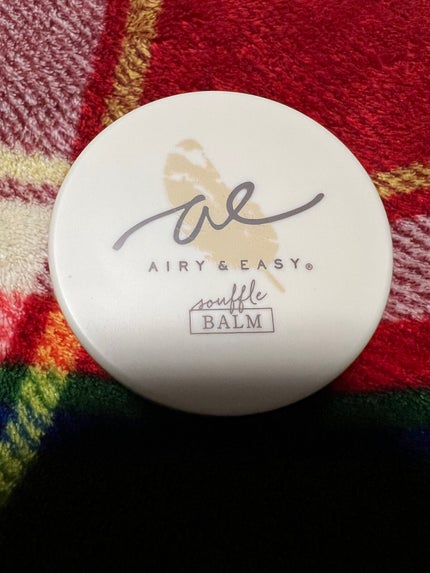 ae
AIRY & EASY®
souffle
BALM